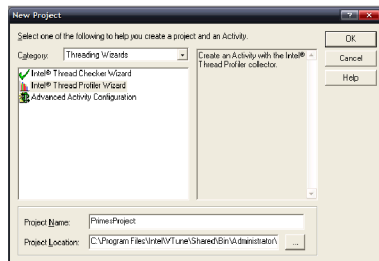 New Project
Select one of the following to help you create a project and an Activity.
OK
Category: Threading Wizards
Cancel
Help
Intel® Thread Checker Wizard
Intel® Thread Profiler Wizard
Advanced Activity Configuration
Create an Activity with the Intel®
Thread Profiler collector.
Project Name: PrimesProject
Project Location: C:\Program Files\Intel\VTune\Shared\Bin\Administrator\ ...